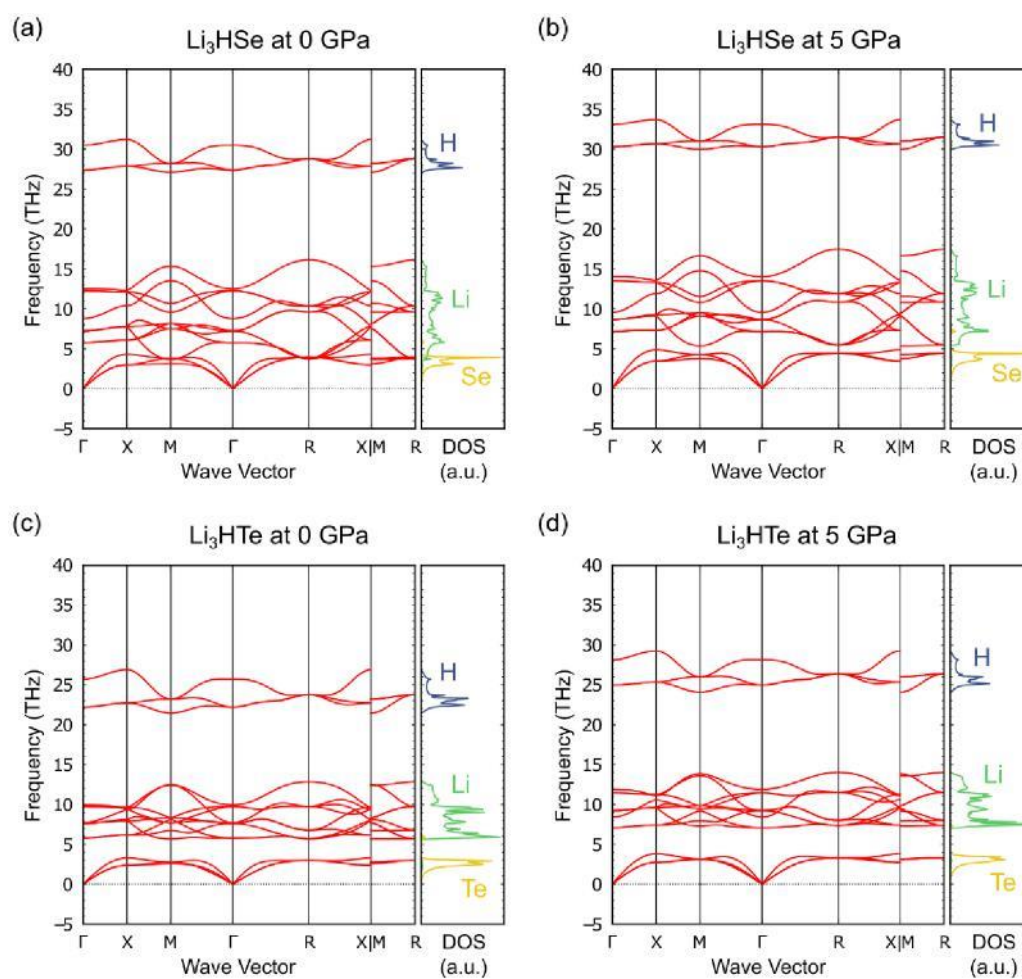 (a)
Li₃HSe at 0 GPa
40
35
30
25
20
15
10
5
0
−5
Frequency (THz)
H
Li
Se
Γ X M Γ R X|M R
Wave Vector
DOS
(a.u.)
(b)
Li₃HSe at 5 GPa
40
35
30
25
20
15
10
5
0
−5
Frequency (THz)
H
Li
Se
Γ X M Γ R X|M R
Wave Vector
DOS
(a.u.)
(c)
Li₃HTe at 0 GPa
40
35
30
25
20
15
10
5
0
−5
Frequency (THz)
H
Li
Te
Γ X M Γ R X|M R
Wave Vector
DOS
(a.u.)
(d)
Li₃HTe at 5 GPa
40
35
30
25
20
15
10
5
0
−5
Frequency (THz)
H
Li
Te
Γ X M Γ R X|M R
Wave Vector
DOS
(a.u.)